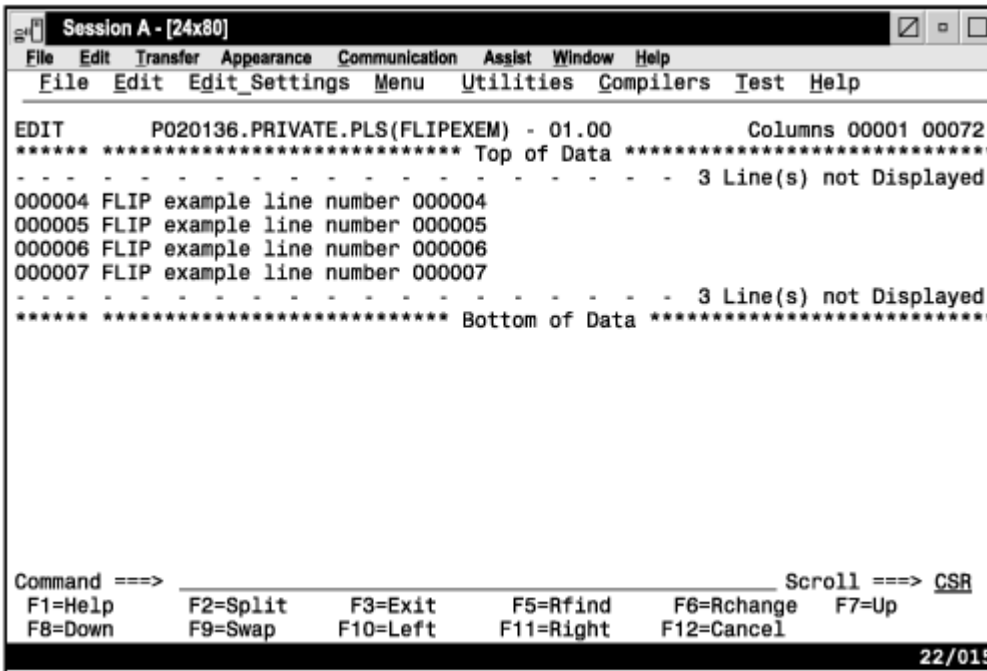 Session A - [24x80]
File Edit Transfer Appearance Communication Assist Window Help
File Edit Edit_Settings Menu Utilities Compilers Test Help
EDIT P020136.PRIVATE.PLS(FLIPEXEM) - 01.00 Columns 00001 00072
****** ***************************** Top of Data ******************************
- - - - - - - - - - - - - - - - - - - - - - 3 Line(s) not Displayed
000004 FLIP example line number 000004
000005 FLIP example line number 000005
000006 FLIP example line number 000006
000007 FLIP example line number 000007
- - - - - - - - - - - - - - - - - - - - - - 3 Line(s) not Displayed
****** **************************** Bottom of Data ****************************
Command ===> Scroll ===> CSR
F1=Help F2=Split F3=Exit F5=Rfind F6=Rchange F7=Up
F8=Down F9=Swap F10=Left F11=Right F12=Cancel
22/015